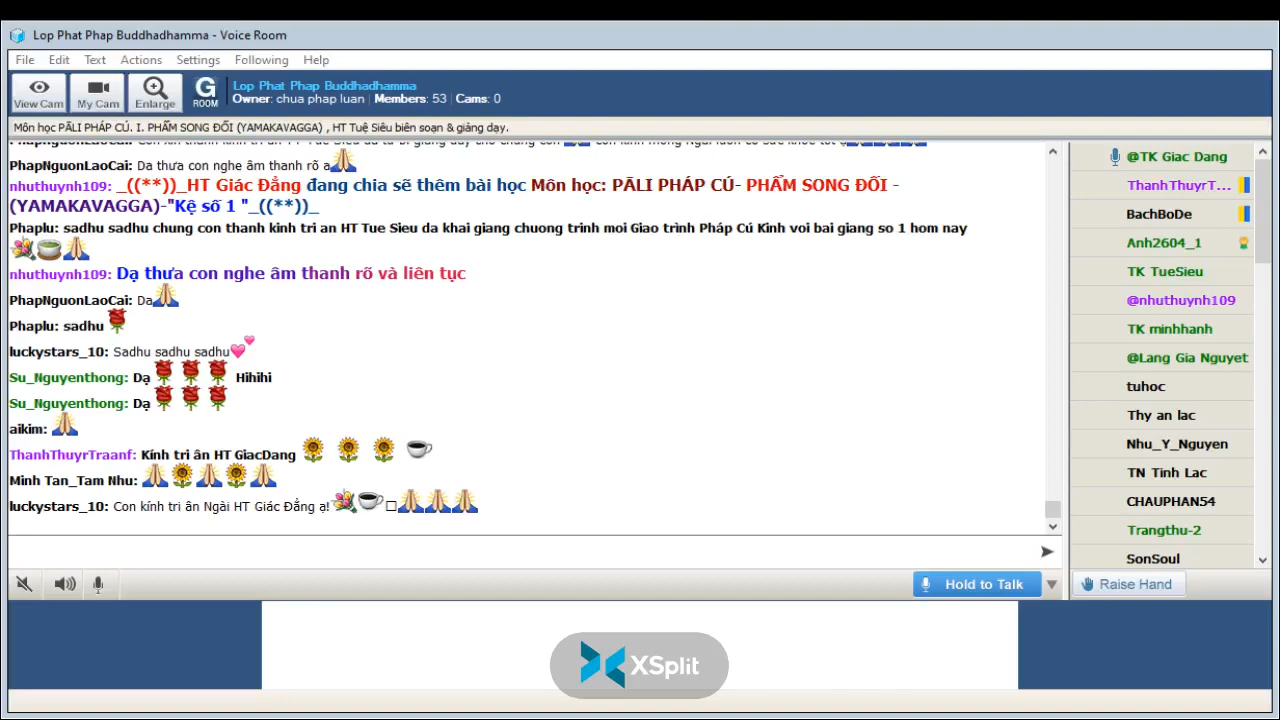 Lop Phat Phap Buddhadhamma - Voice Room
File Edit Text Actions Settings Following Help
View Cam My Cam Enlarge G ROOM
Lop Phat Phap Buddhadhamma
Owner: chua phap luan | Members: 53 | Cams: 0
Môn học PĀLI PHÁP CÚ. I. PHẨM SONG ĐỐI (YAMAKAVAGGA) , HT Tuệ Siêu biên soạn & giảng dạy.
PhapNguonLaoCai: Da thưa con nghe âm thanh rõ a
nhuthuynh109: _((**))_HT Giác Đẳng đang chia sẽ thêm bài học Môn học: PĀLI PHÁP CÚ- PHẨM SONG ĐỐI -
(YAMAKAVAGGA)-"Kệ số 1 "_((**))_
Phaplu: sadhu sadhu chung con thanh kinh tri an HT Tue Sieu da khai giang chuong trinh moi Giao trình Pháp Cú Kinh voi bai giang so 1 hom nay
nhuthuynh109: Dạ thưa con nghe âm thanh rõ và liên tục
PhapNguonLaoCai: Da
Phaplu: sadhu
luckystars_10: Sadhu sadhu sadhu
Su_Nguyenthong: Dạ Hihihi
Su_Nguyenthong: Dạ
aikim:
ThanhThuyrTraanf: Kính tri ân HT GiacDang
Minh Tan_Tam Nhu:
luckystars_10: Con kính tri ân Ngài HT Giác Đẳng ạ!
@TK Giac Dang
ThanhThuyrT...
BachBoDe
Anh2604_1
TK TueSieu
@nhuthuynh109
TK minhhanh
@Lang Gia Nguyet
tuhoc
Thy an lac
Nhu_Y_Nguyen
TN Tinh Lac
CHAUPHAN54
Trangthu-2
SonSoul
Hold to Talk
Raise Hand
XSplit